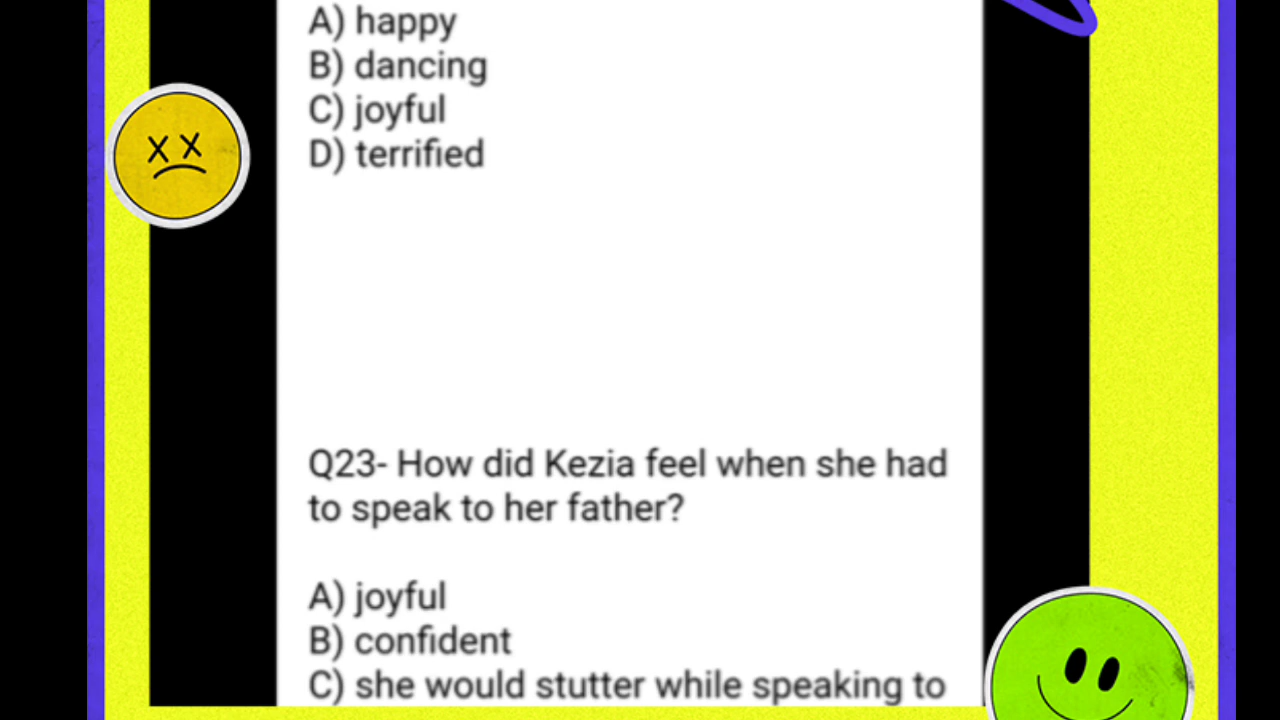 A) happy
B) dancing
C) joyful
D) terrified
Q23- How did Kezia feel when she had
to speak to her father?
A) joyful
B) confident
C) she would stutter while speaking to